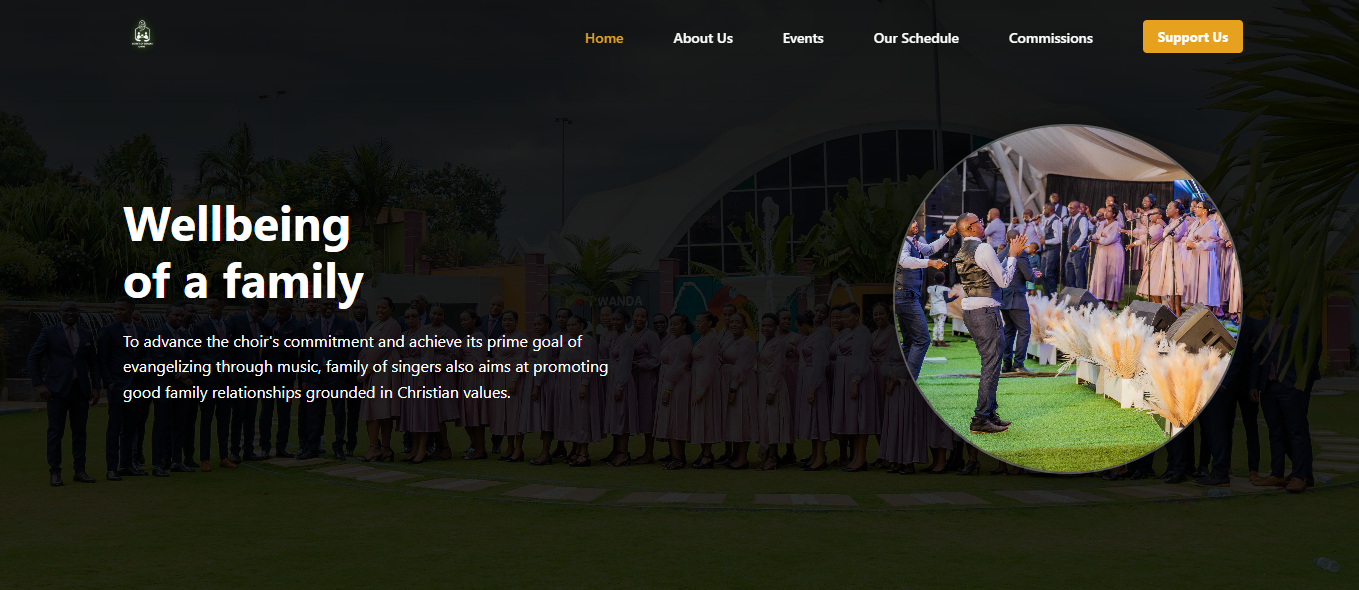 Home About Us Events Our Schedule Commissions Support Us
Wellbeing
of a family
WANDA
To advance the choir's commitment and achieve its prime goal of
evangelizing through music, family of singers also aims at promoting
good family relationships grounded in Christian values.